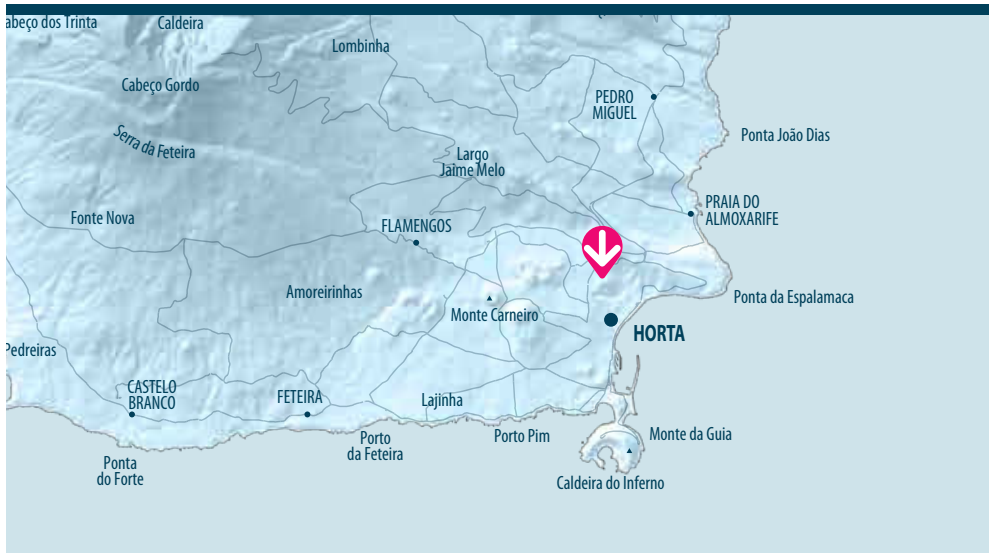 abeço dos Trinta
Caldeira
Lombinha
Cabeço Gordo
PEDRO
MIGUEL
Ponta João Dias
Serra da Feteira
Largo
Jaime Melo
PRAIA DO
ALMOXARIFE
Fonte Nova
FLAMENGOS
Amoreirinhas
Ponta da Espalamaca
Monte Carneiro
HORTA
Pedreiras
CASTELO
BRANCO
FETEIRA
Lajinha
Porto
da Feteira
Porto Pim
Monte da Guia
Ponta
do Forte
Caldeira do Inferno